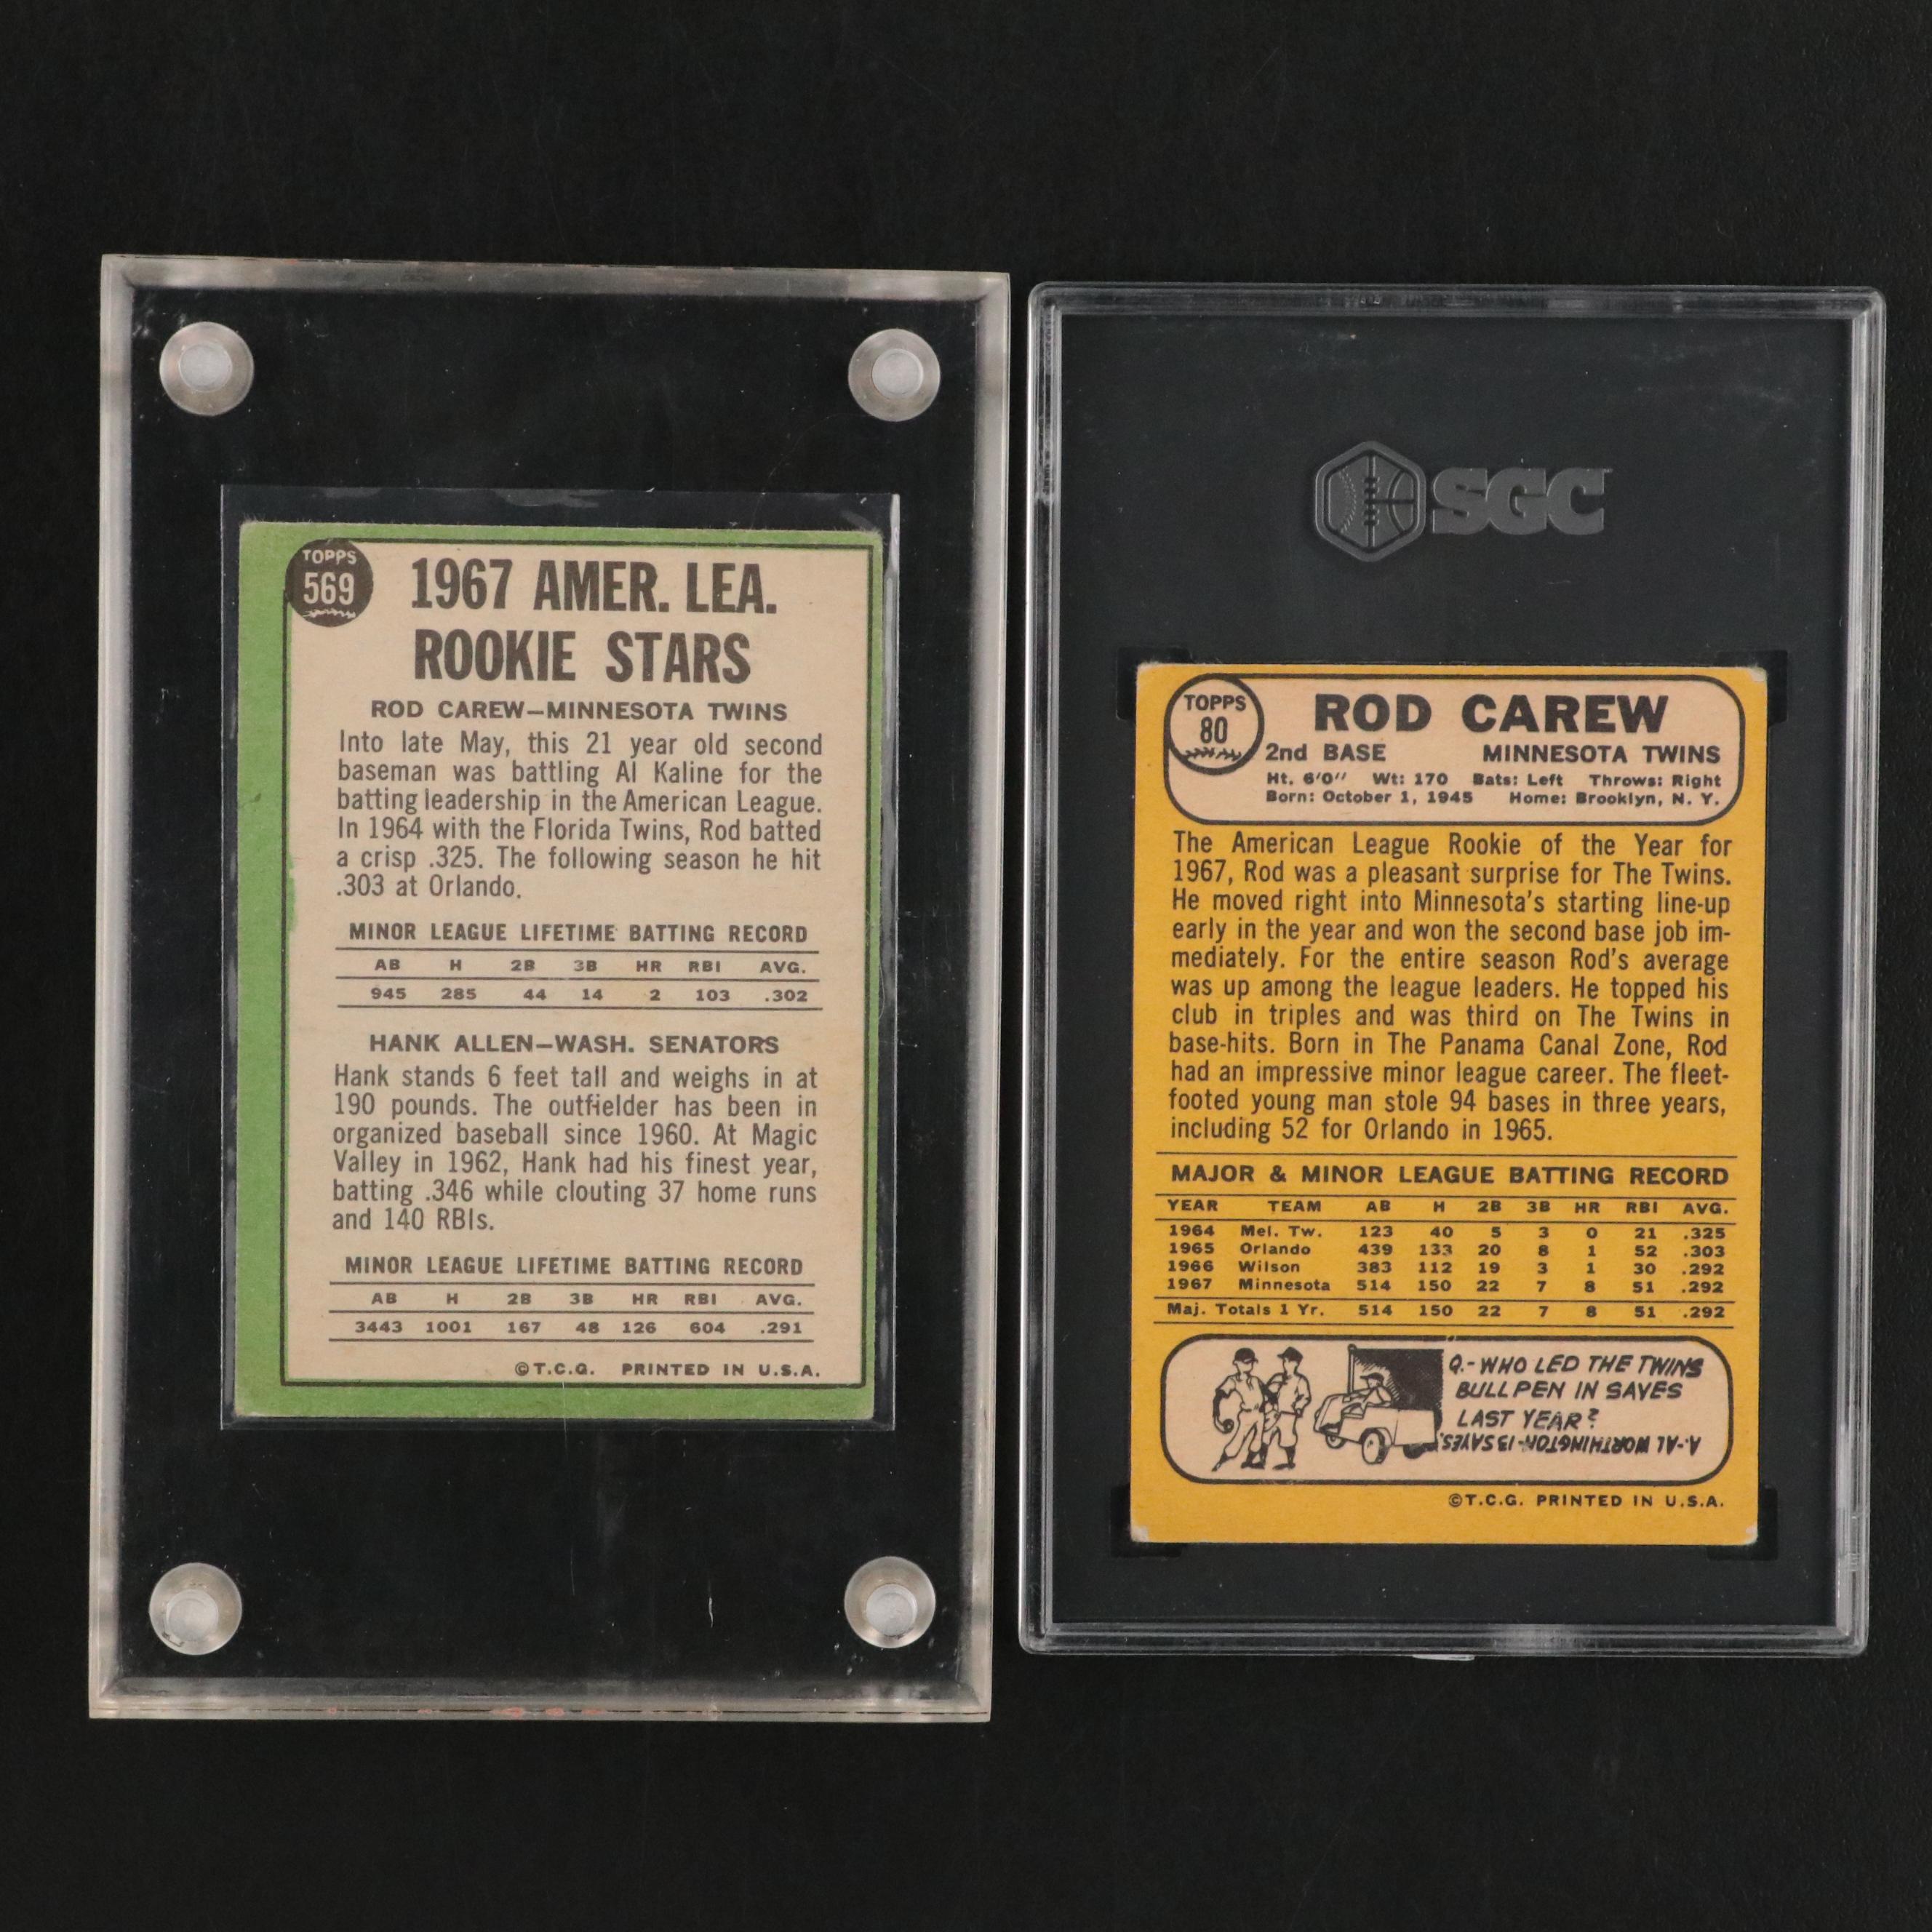 TOPPS
569
1967 AMER. LEA.
ROOKIE STARS
ROD CAREW—MINNESOTA TWINS
Into late May, this 21 year old second
baseman was battling Al Kaline for the
batting leadership in the American League.
In 1964 with the Florida Twins, Rod batted
a crisp .325. The following season he hit
.303 at Orlando.
MINOR LEAGUE LIFETIME BATTING RECORD
AB H 2B 3B HR RBI AVG.
945 285 44 14 2 103 .302
HANK ALLEN—WASH. SENATORS
Hank stands 6 feet tall and weighs in at
190 pounds. The outfielder has been in
organized baseball since 1960. At Magic
Valley in 1962, Hank had his finest year,
batting .346 while clouting 37 home runs
and 140 RBIs.
MINOR LEAGUE LIFETIME BATTING RECORD
AB H 2B 3B HR RBI AVG.
3443 1001 167 48 126 604 .291
©T.C.G. PRINTED IN U.S.A.
SGC
TOPPS
80
ROD CAREW
2nd BASE MINNESOTA TWINS
Ht. 6'0" Wt: 170 Bats: Left Throws: Right
Born: October 1, 1945 Home: Brooklyn, N. Y.
The American League Rookie of the Year for
1967, Rod was a pleasant surprise for The Twins.
He moved right into Minnesota's starting line-up
early in the year and won the second base job im-
mediately. For the entire season Rod's average
was up among the league leaders. He topped his
club in triples and was third on The Twins in
base-hits. Born in The Panama Canal Zone, Rod
had an impressive minor league career. The fleet-
footed young man stole 94 bases in three years,
including 52 for Orlando in 1965.
MAJOR & MINOR LEAGUE BATTING RECORD
YEAR TEAM AB H 2B 3B HR RBI AVG.
1964 Mel. Tw. 123 40 5 3 0 21 .325
1965 Orlando 439 133 20 8 1 52 .303
1966 Wilson 383 112 19 3 1 30 .292
1967 Minnesota 514 150 22 7 8 51 .292
Maj. Totals 1 Yr. 514 150 22 7 8 51 .292
Q.-WHO LED THE TWINS
BULLPEN IN SAVES
LAST YEAR?
A.-AL WORTHINGTON-13 SAVES.
©T.C.G. PRINTED IN U.S.A.